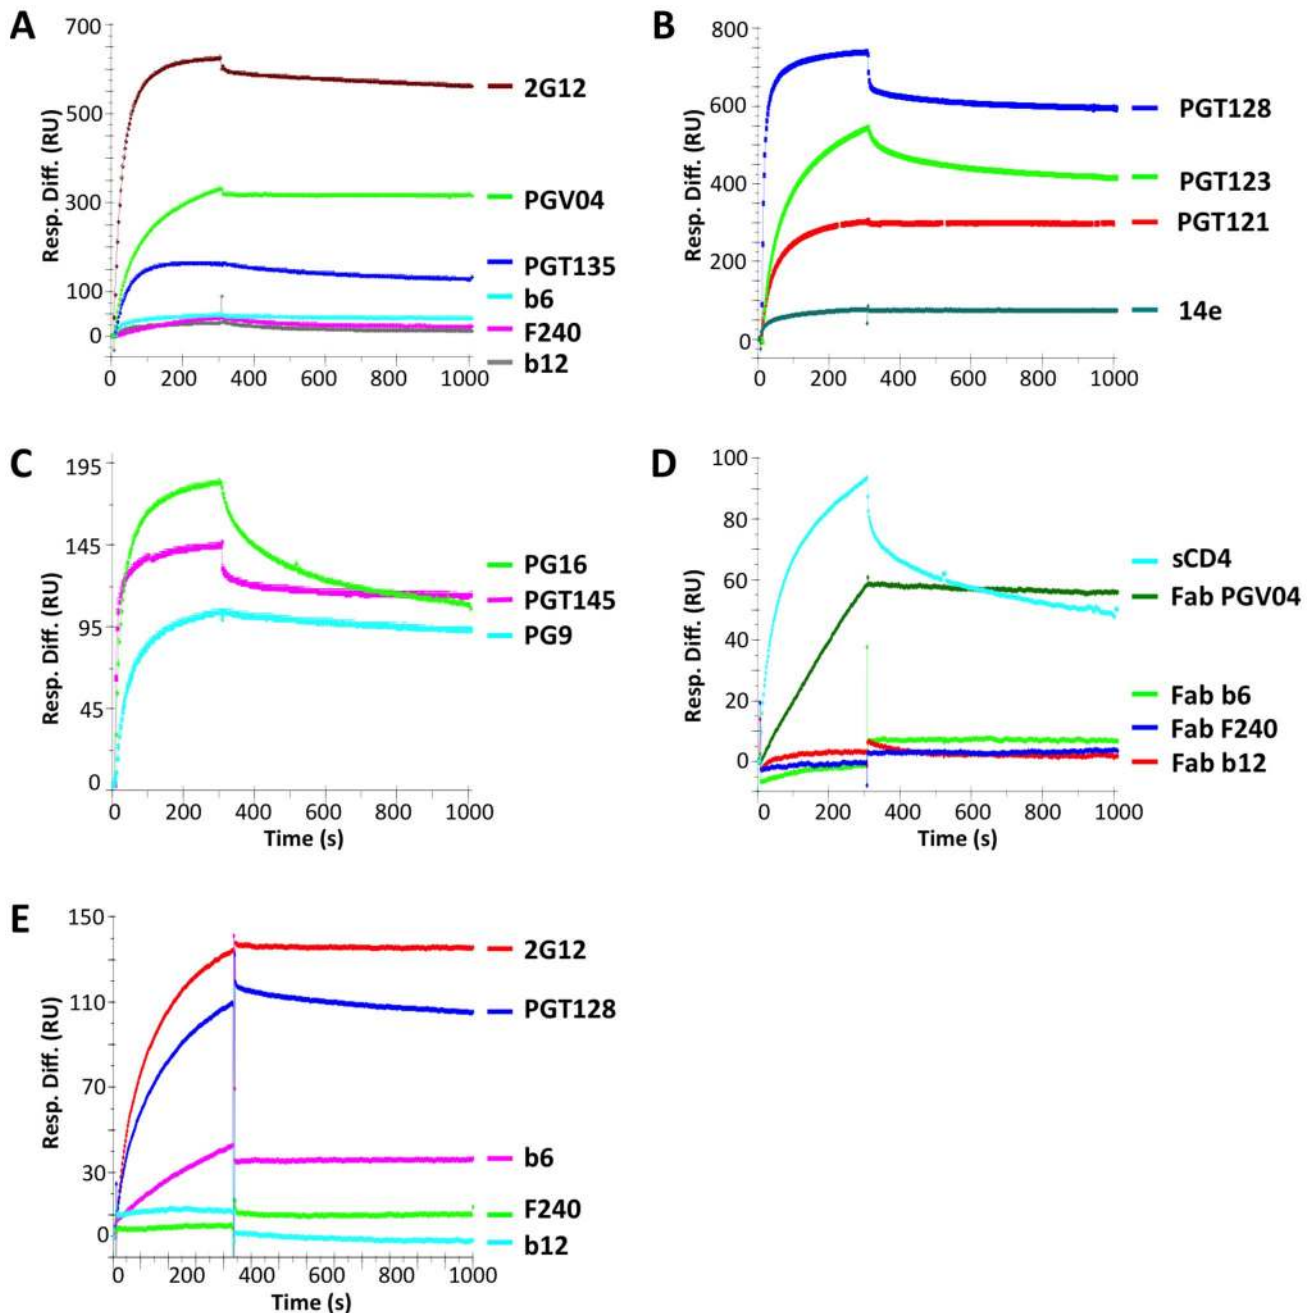 A
700
500
300
100
0
Resp. Diff. (RU)
0 200 400 600 800 1000
2G12
PGV04
PGT135
b6
F240
b12
B
800
600
400
200
0
Resp. Diff. (RU)
0 200 400 600 800 1000
PGT128
PGT123
PGT121
14e
C
195
145
95
45
0
Resp. Diff. (RU)
0 200 400 600 800 1000
Time (s)
PG16
PGT145
PG9
D
100
80
60
40
20
0
Resp. Diff. (RU)
0 200 400 600 800 1000
Time (s)
sCD4
Fab PGV04
Fab b6
Fab F240
Fab b12
E
150
110
70
30
0
Resp. Diff. (RU)
0 200 400 600 800 1000
Time (s)
2G12
PGT128
b6
F240
b12